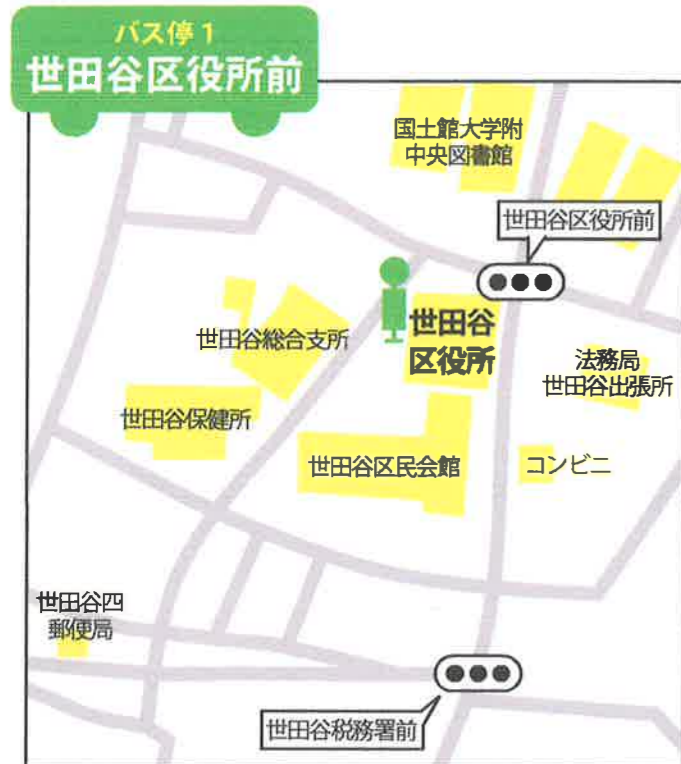 バス停1
世田谷区役所前
国士館大学附
中央図書館
世田谷区役所前
世田谷
区役所
世田谷総合支所
法務局
世田谷出張所
世田谷保健所
世田谷区民会館
コンビニ
世田谷四
郵便局
世田谷税務署前